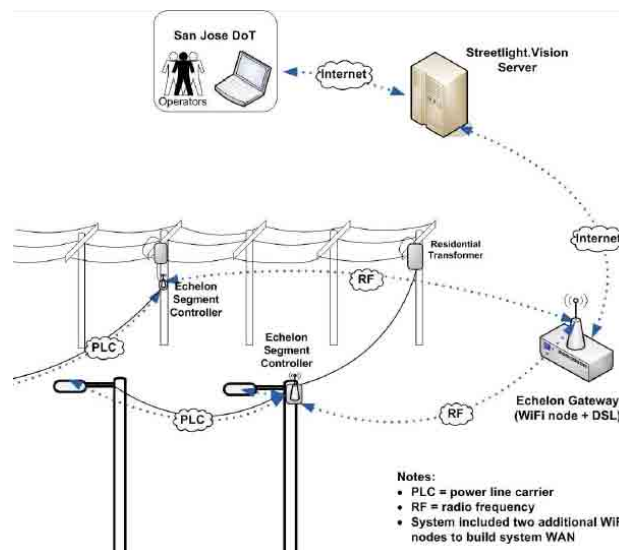 San Jose DoT
Operators
Internet
Streetlight.Vision
Server
Internet
Residential
Transformer
RF
Echelon
Segment
Controller
PLC
Echelon
Segment
Controller
PLC
RF
Echelon Gateway
(WiFi node + DSL)
Notes:
• PLC = power line carrier
• RF = radio frequency
• System included two additional WiF
nodes to build system WAN